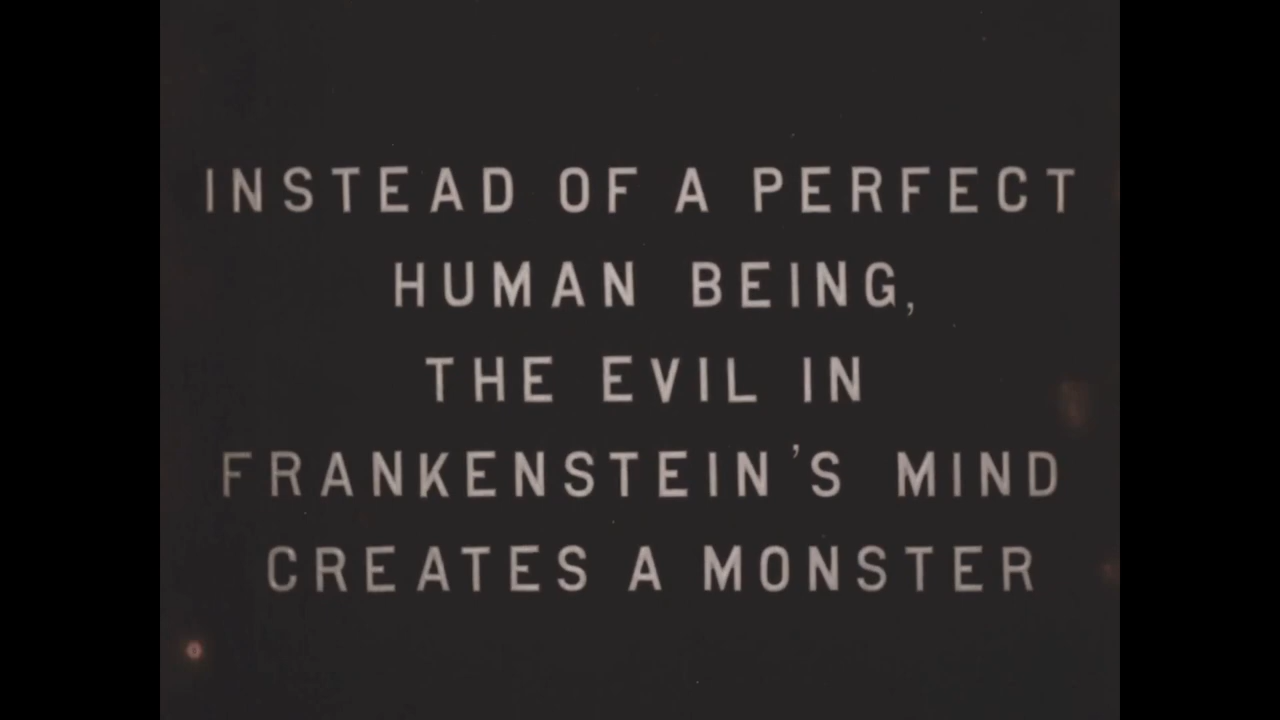 INSTEAD OF A PERFECT
HUMAN BEING,
THE EVIL IN
FRANKENSTEIN'S MIND
CREATES A MONSTER